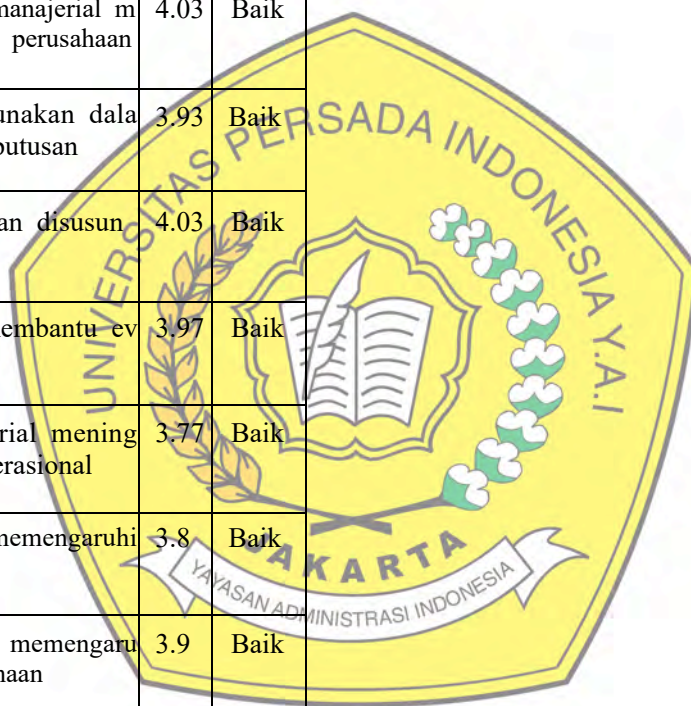 manajerial m 4.03 Baik
perusahaan
unakan dala 3.93 Baik
putusan
an disusun 4.03 Baik
embantu ev 3.97 Baik
rial mening 3.77 Baik
erasional
memengaruhi 3.8 Baik
memengaru 3.9 Baik
haan
UNIVERSITAS PERSADA INDONESIA Y.A.I
JAKARTA
YAYASAN ADMINISTRASI INDONESIA